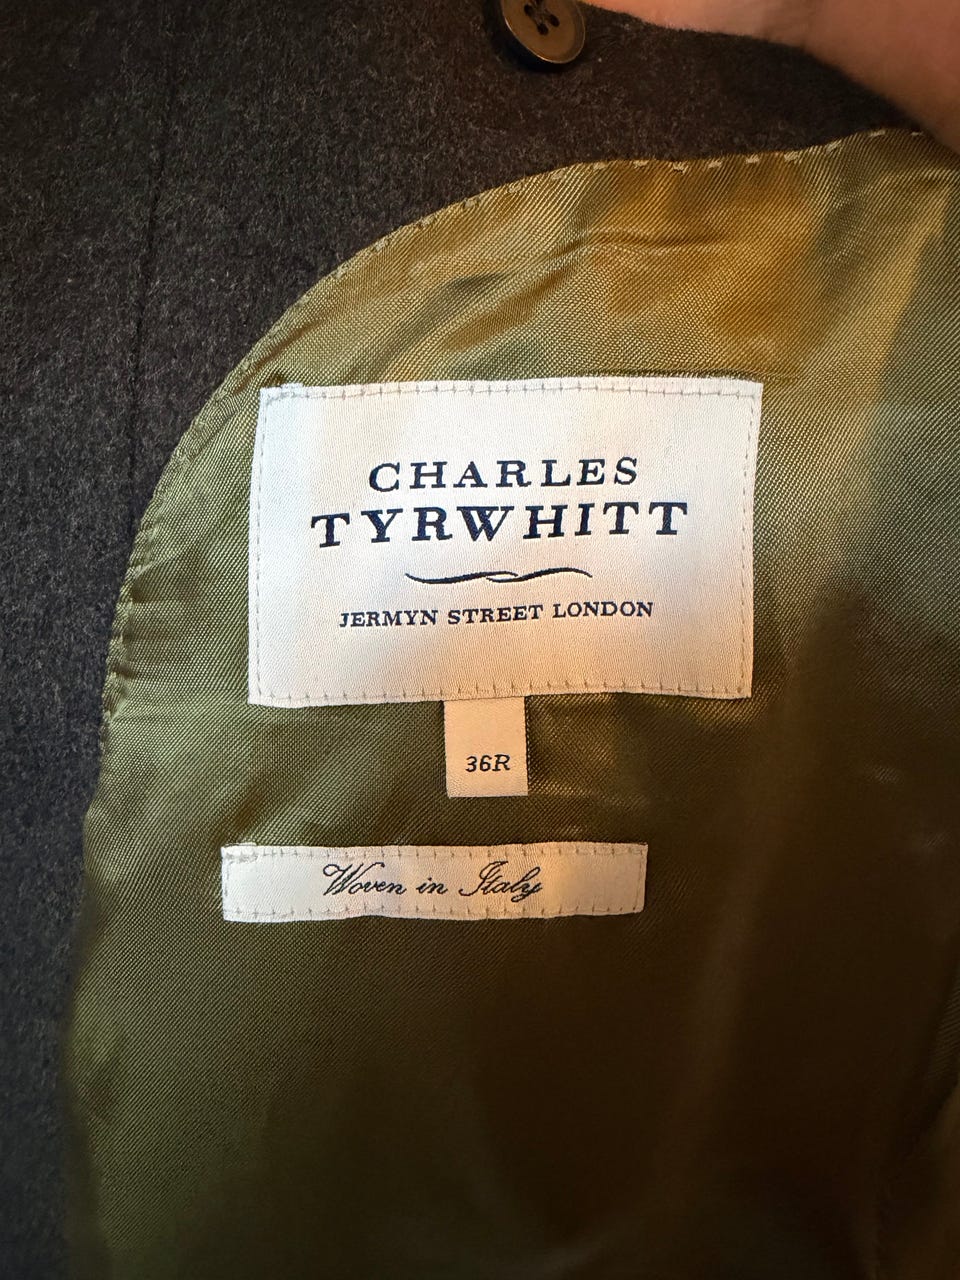 CHARLES
TYRWHITT
JERMYN STREET LONDON
36R
Woven in Italy